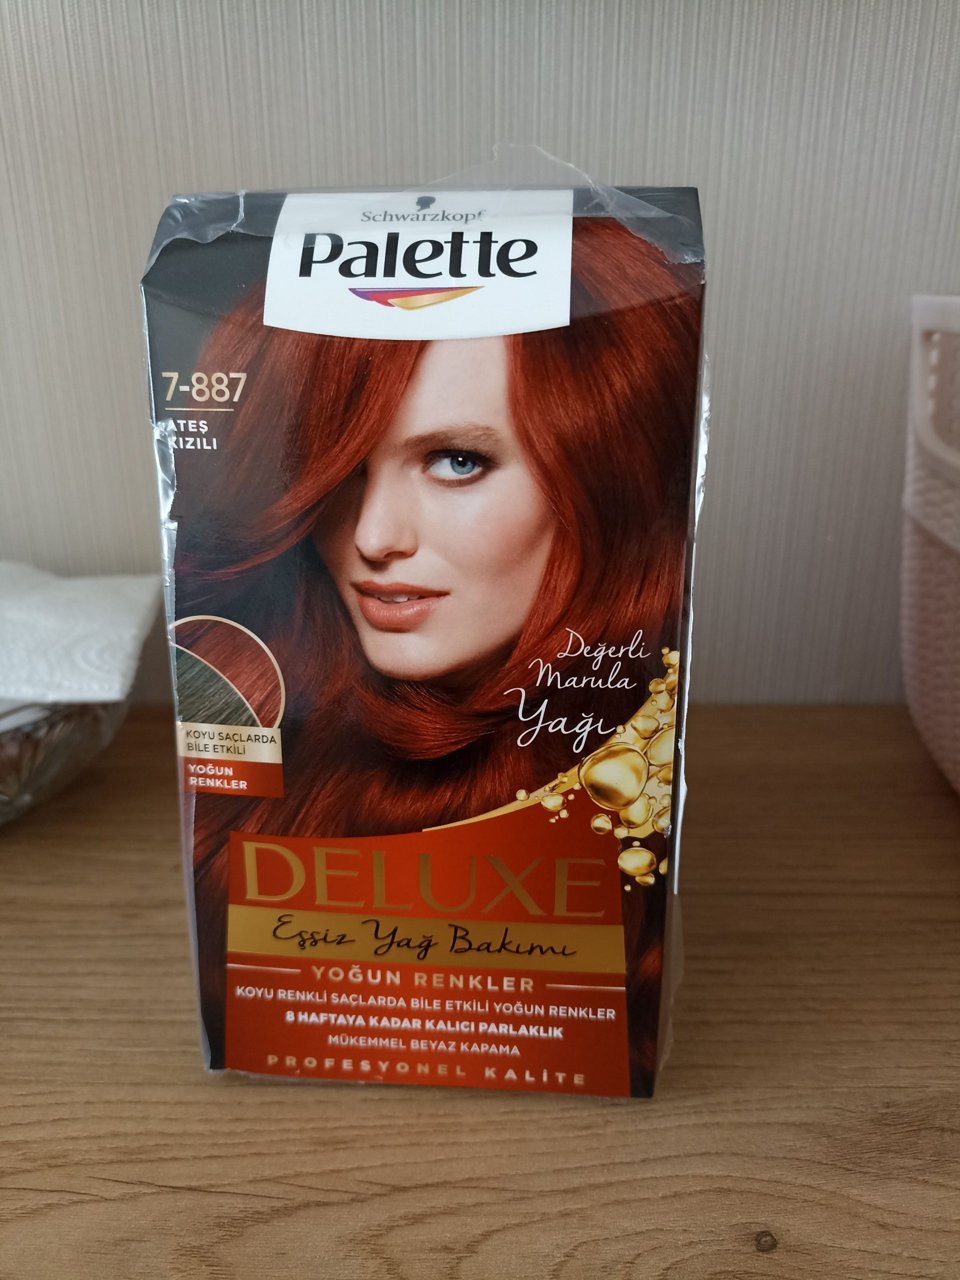 Schwarzkopf
Palette
7-887
ATEŞ
KIZILI
Değerli
Marula
Yağı
KOYU SAÇLARDA
BİLE ETKİLİ
YOĞUN
RENKLER
DELUXE
Eşsiz Yağ Bakımı
YOĞUN RENKLER
KOYU RENKLİ SAÇLARDA BİLE ETKİLİ YOĞUN RENKLER
8 HAFTAYA KADAR KALICI PARLAKLIK
MÜKEMMEL BEYAZ KAPAMA
PROFESYONEL KALİTE